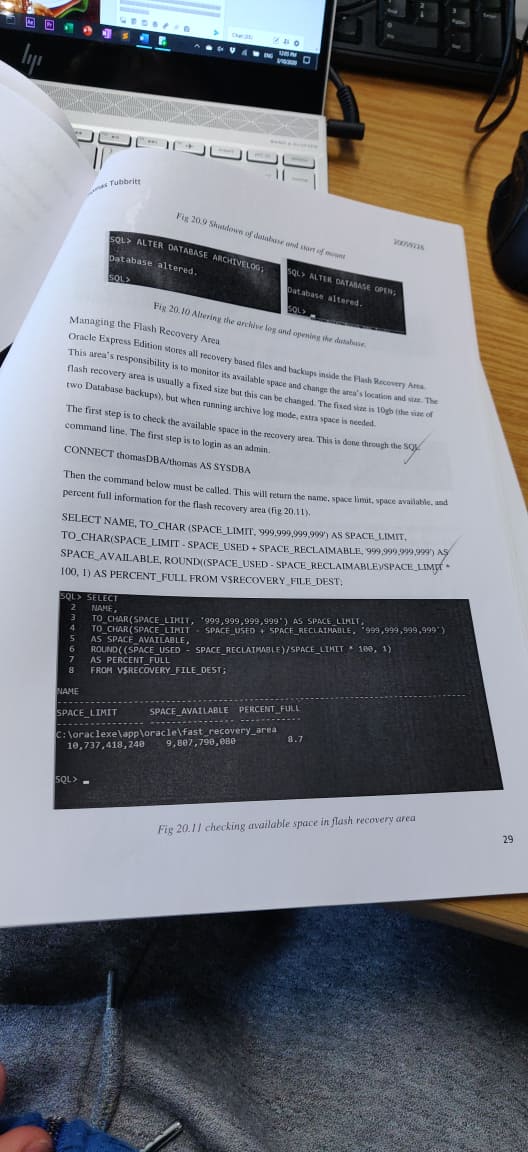 hp
Tubbritt
Fig 20.9 Shutdown of database and start of mount
SQL> ALTER DATABASE ARCHIVELOG;
Database altered.
SQL>
SQL> ALTER DATABASE OPEN;
Database altered.
SQL>
Fig 20.10 Altering the archive log and opening the database.
Managing the Flash Recovery Area
Oracle Express Edition stores all recovery based files and backups inside the Flash Recovery Area.
This area's responsibility is to monitor its available space and change the area's location and size. The
flash recovery area is usually a fixed size but this can be changed. The fixed size is 10gb (the size of
two Database backups), but when running archive log mode, extra space is needed.
The first step is to check the available space in the recovery area. This is done through the SQL
command line. The first step is to login as an admin.
CONNECT thomasDBA/thomas AS SYSDBA
Then the command below must be called. This will return the name, space limit, space available, and
percent full information for the flash recovery area (fig 20.11).
SELECT NAME, TO_CHAR (SPACE_LIMIT, '999,999,999,999') AS SPACE_LIMIT,
TO_CHAR(SPACE_LIMIT - SPACE_USED + SPACE_RECLAIMABLE, '999,999,999,999') AS
SPACE_AVAILABLE, ROUND((SPACE_USED - SPACE_RECLAIMABLE)/SPACE_LIMIT *
100, 1) AS PERCENT_FULL FROM V$RECOVERY_FILE_DEST;
SQL> SELECT
2 NAME,
3 TO_CHAR(SPACE_LIMIT, '999,999,999,999') AS SPACE_LIMIT,
4 TO_CHAR(SPACE_LIMIT - SPACE_USED + SPACE_RECLAIMABLE, '999,999,999,999')
5 AS SPACE_AVAILABLE,
6 ROUND((SPACE_USED - SPACE_RECLAIMABLE)/SPACE_LIMIT * 100, 1)
7 AS PERCENT_FULL
8 FROM V$RECOVERY_FILE_DEST;
NAME
SPACE_LIMIT SPACE_AVAILABLE PERCENT_FULL
C:\oraclexe\app\oracle\fast_recovery_area
10,737,418,240 9,807,790,080 8.7
SQL>
Fig 20.11 checking available space in flash recovery area
29